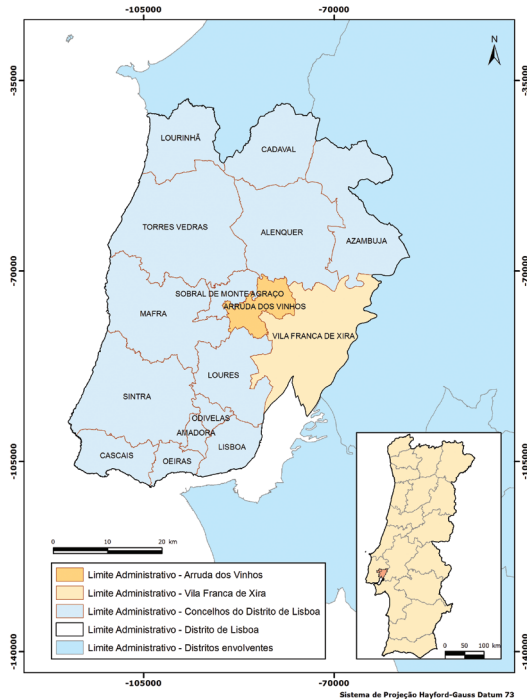 -105000
-70000
N
-35000
-35000
LOURINHÃ
CADAVAL
TORRES VEDRAS
ALENQUER
AZAMBUJA
-70000
-70000
SOBRAL DE MONTE AGRAÇO
ARRUDA DOS VINHOS
MAFRA
VILA FRANCA DE XIRA
LOURES
SINTRA
ODIVELAS
AMADORA
LISBOA
CASCAIS
OEIRAS
-105000
-105000
0 10 20 km
Limite Administrativo - Arruda dos Vinhos
Limite Administrativo - Vila Franca de Xira
Limite Administrativo - Concelhos do Distrito de Lisboa
Limite Administrativo - Distrito de Lisboa
Limite Administrativo - Distritos envolventes
0 50 100 km
-140000
-140000
-105000
-70000
Sistema de Projeção Hayford-Gauss Datum 73